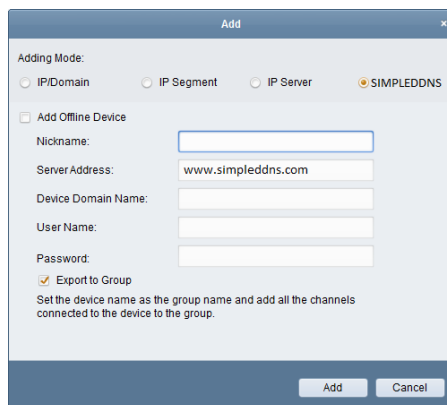 Add
Adding Mode:
IP/Domain IP Segment IP Server SIMPLEDDNS
Add Offline Device
Nickname:
Server Address: www.simpleddns.com
Device Domain Name:
User Name:
Password:
Export to Group
Set the device name as the group name and add all the channels
connected to the device to the group.
Add Cancel